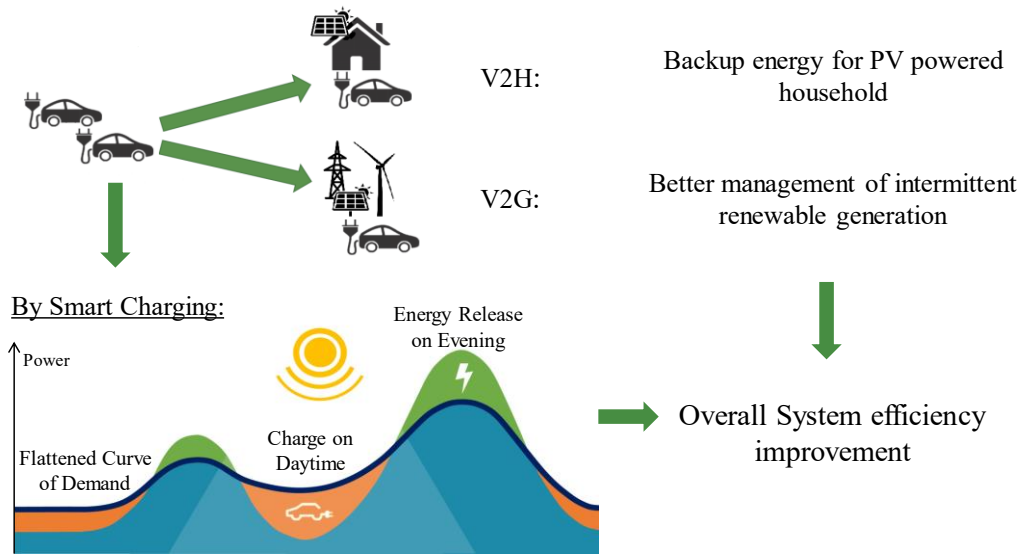 V2H:
Backup energy for PV powered
household
V2G:
Better management of intermittent
renewable generation
By Smart Charging:
Power
Energy Release
on Evening
Charge on
Daytime
Flattened Curve
of Demand
Overall System efficiency
improvement